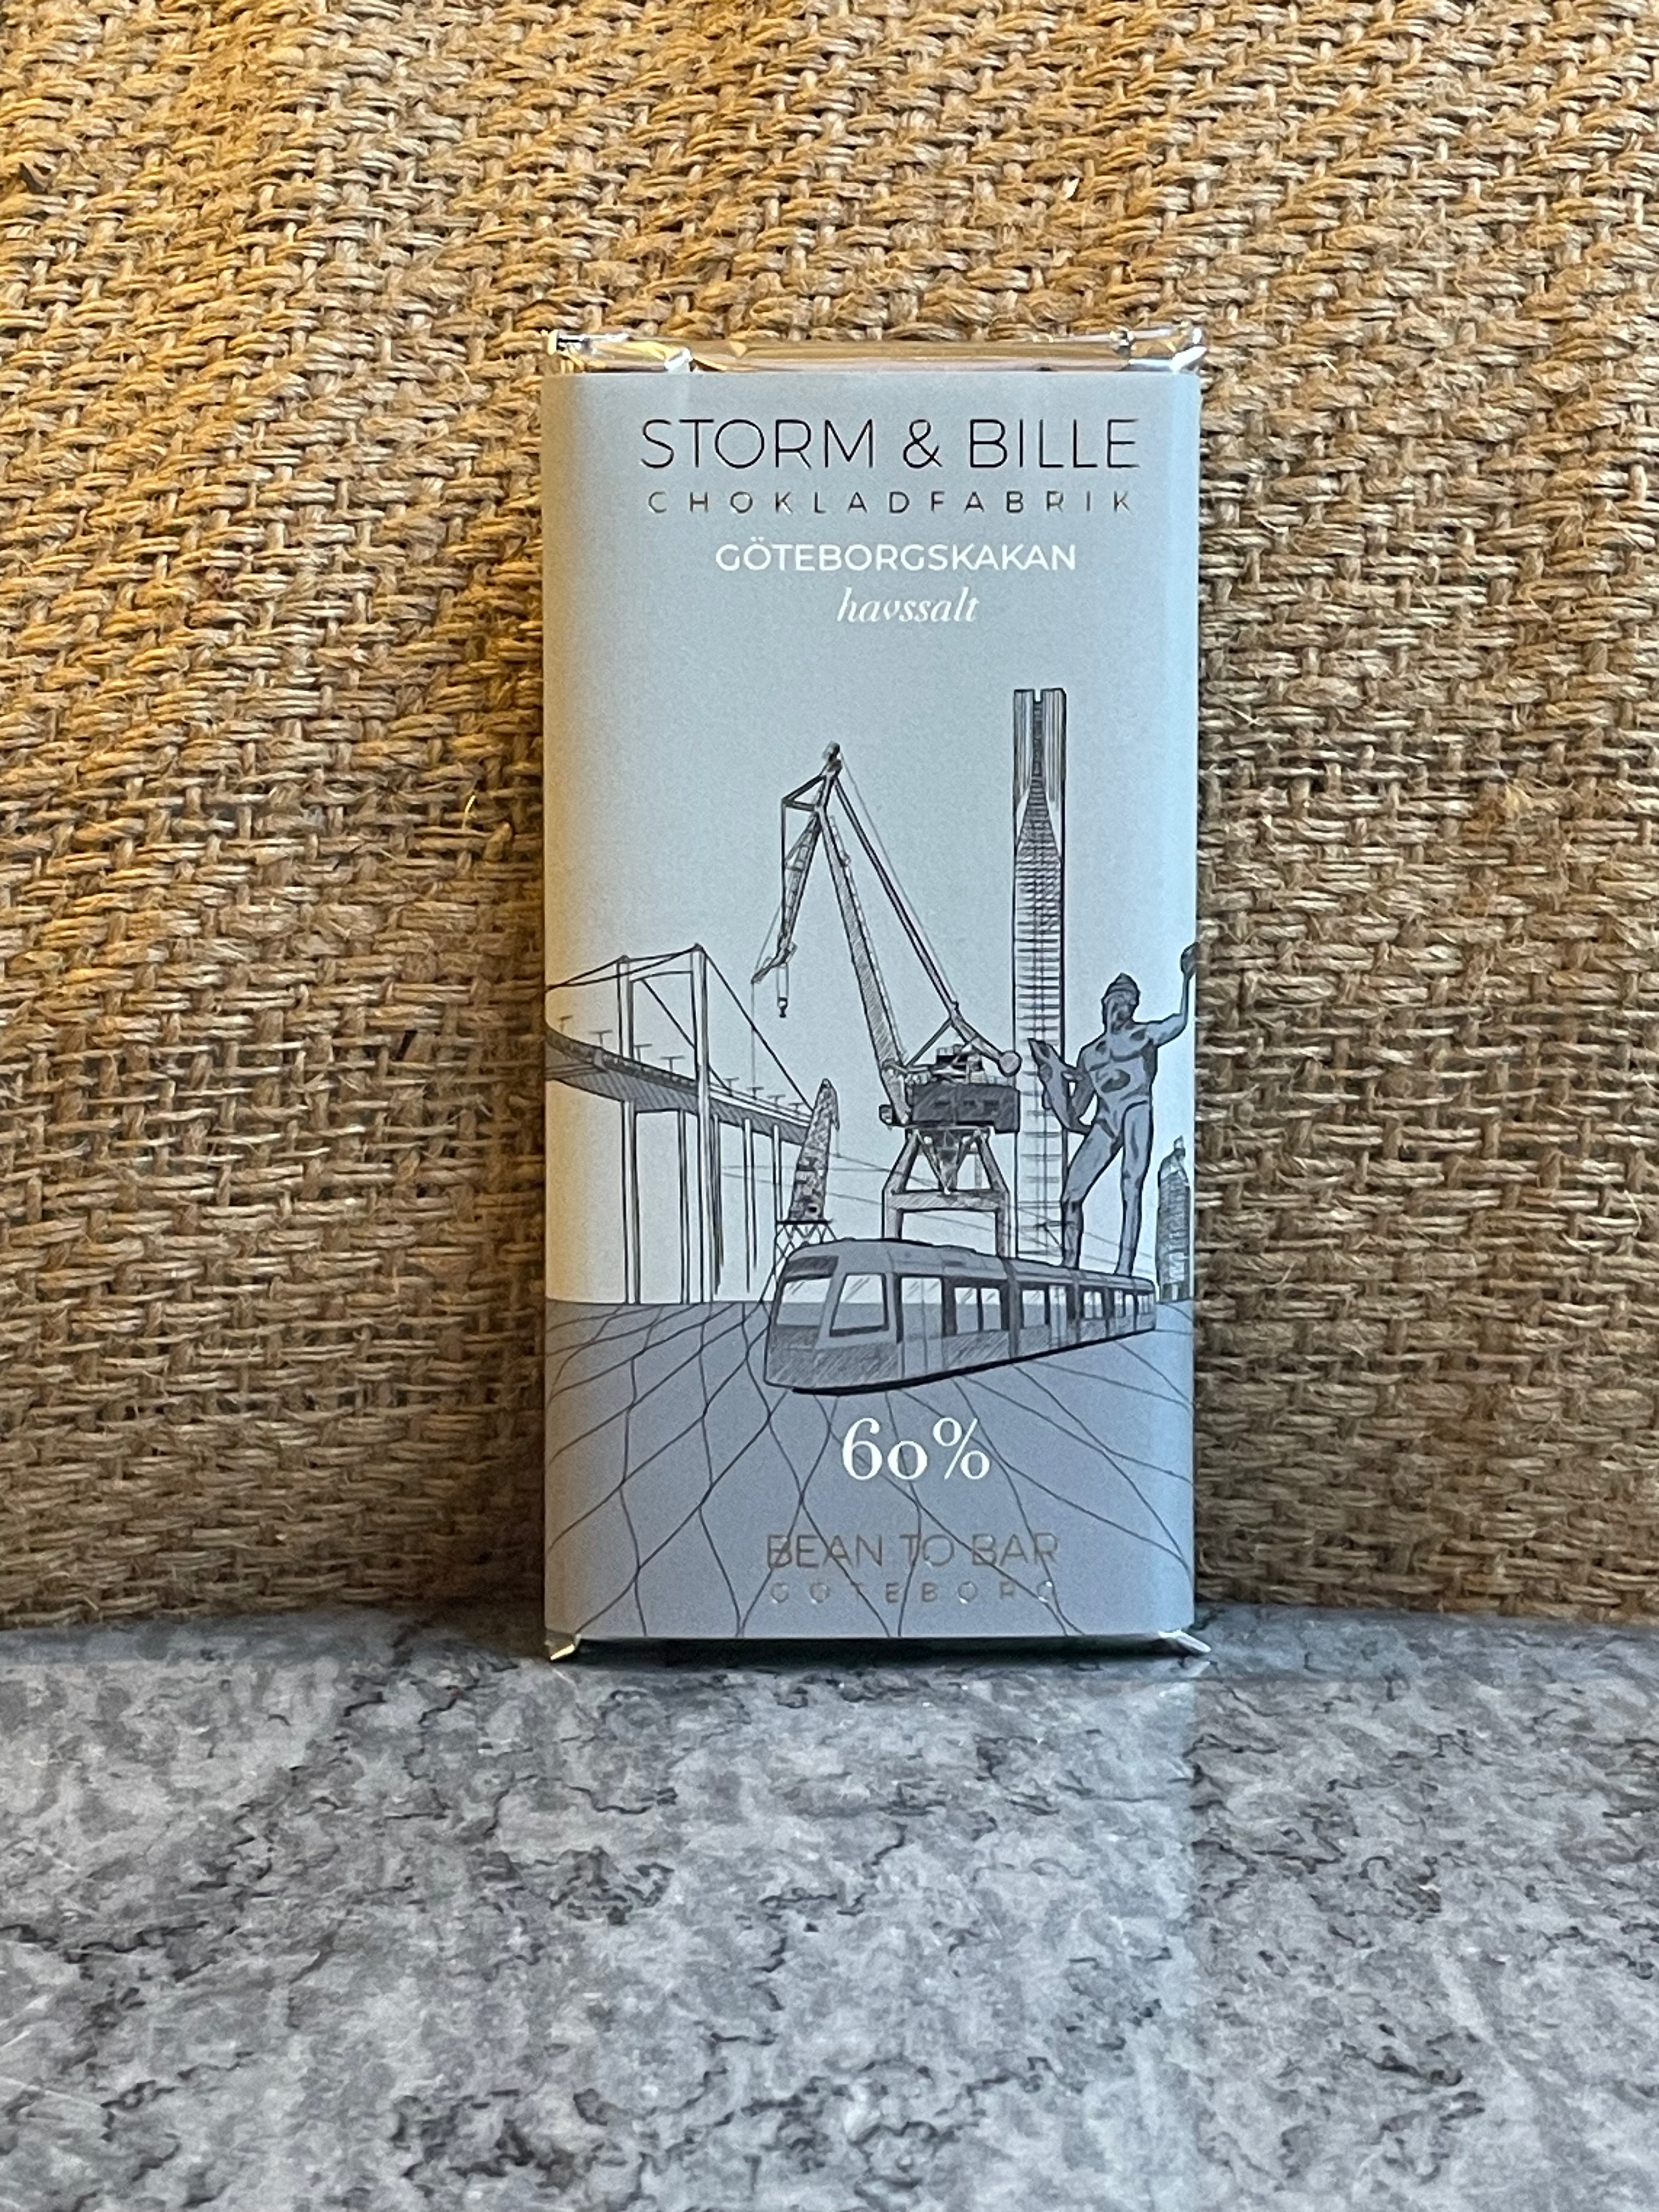 STORM & BILLE
CHOKLADFABRIK
GÖTEBORGSKAKAN
havssalt
60%
BEAN TO BAR
GÖTEBORG